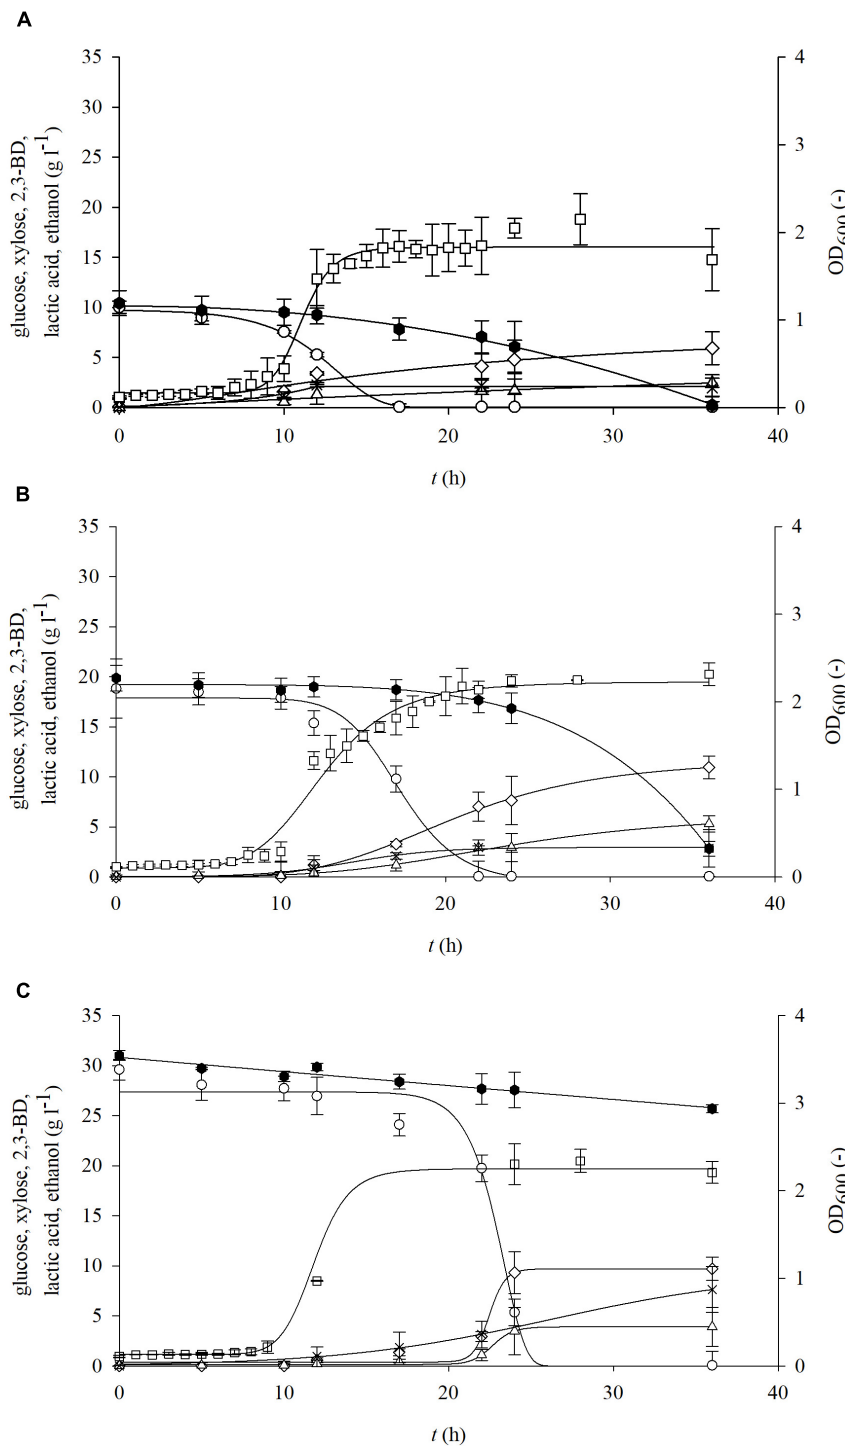 A
glucose, xylose, 2,3-BD,
lactic acid, ethanol (g l-1)
35
30
25
20
15
10
5
0
4
3
2
1
0
OD600 (-)
0 10 20 30 40
t (h)
B
glucose, xylose, 2,3-BD,
lactic acid, ethanol (g l-1)
35
30
25
20
15
10
5
0
4
3
2
1
0
OD600 (-)
0 10 20 30 40
t (h)
C
glucose, xylose, 2,3-BD,
lactic acid, ethanol (g l-1)
35
30
25
20
15
10
5
0
4
3
2
1
0
OD600 (-)
0 10 20 30 40
t (h)